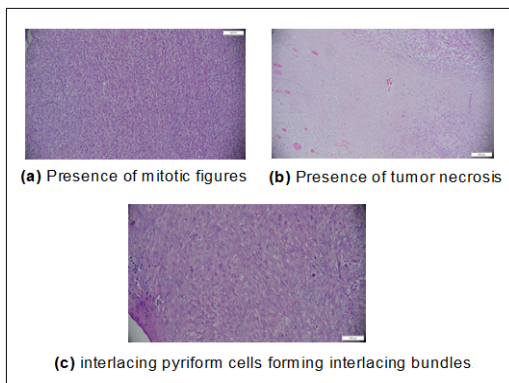 (a) Presence of mitotic figures
(b) Presence of tumor necrosis
(c) interlacing pyriform cells forming interlacing bundles